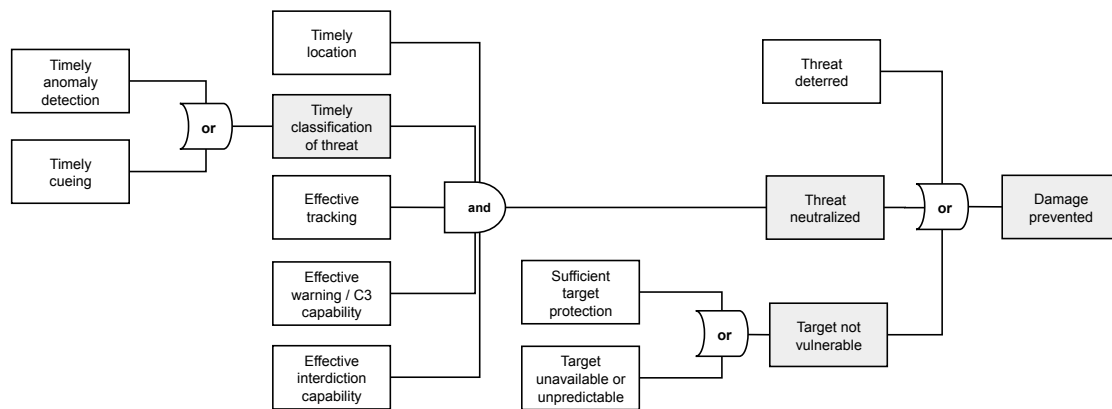 Timely
anomaly
detection
or
Timely
cueing
Timely
location
Timely
classification
of threat
Effective
tracking
Effective
warning / C3
capability
Effective
interdiction
capability
and
Sufficient
target
protection
Target
unavailable or
unpredictable
or
Threat
deterred
Threat
neutralized
Target not
vulnerable
or
Damage
prevented